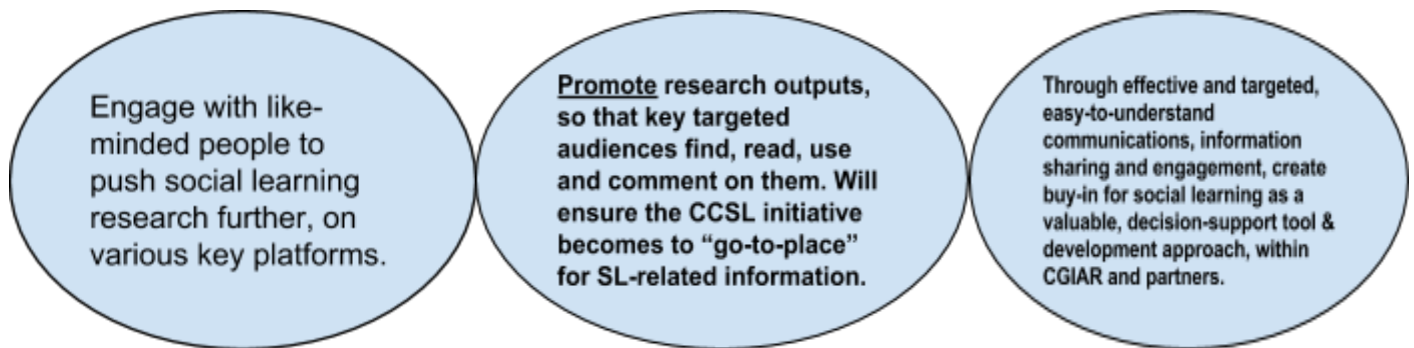 Engage with like-
minded people to
push social learning
research further, on
various key platforms.
Promote research outputs,
so that key targeted
audiences find, read, use
and comment on them. Will
ensure the CCSL initiative
becomes to “go-to-place”
for SL-related information.
Through effective and targeted,
easy-to-understand
communications, information
sharing and engagement, create
buy-in for social learning as a
valuable, decision-support tool &
development approach, within
CGIAR and partners.